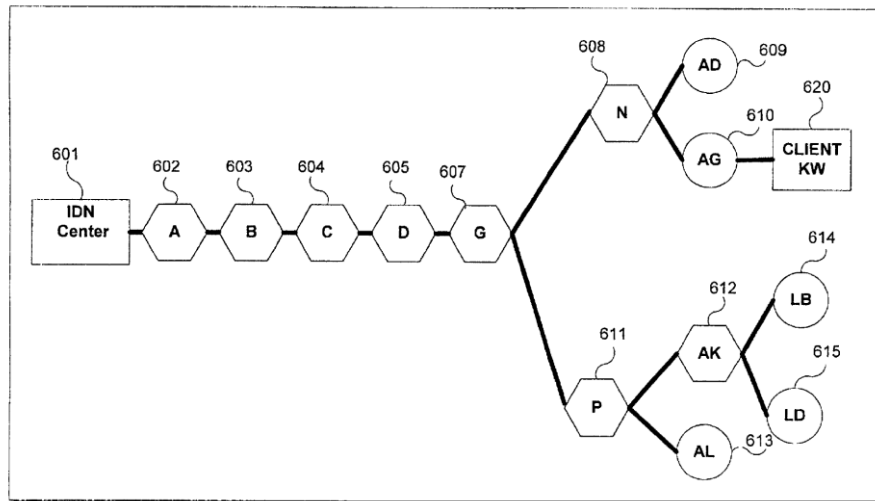 608
AD
609
N
620
610
AG
CLIENT
KW
601
602
603
604
605
607
IDN
Center
A
B
C
D
G
614
LB
612
611
AK
615
P
LD
AL
613